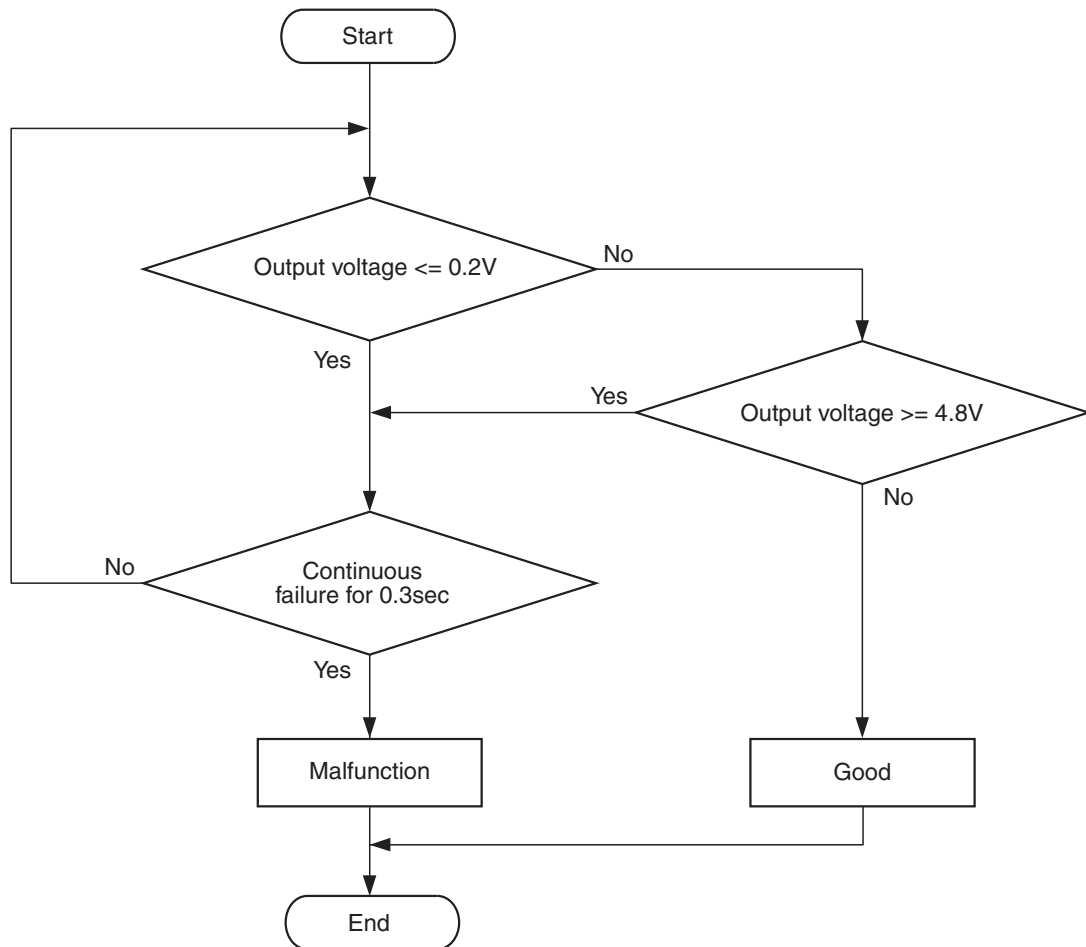 Start
Output voltage <= 0.2V
No
Yes
Yes
Output voltage >= 4.8V
No
No
Continuous
failure for 0.3sec
Yes
Malfunction
Good
End